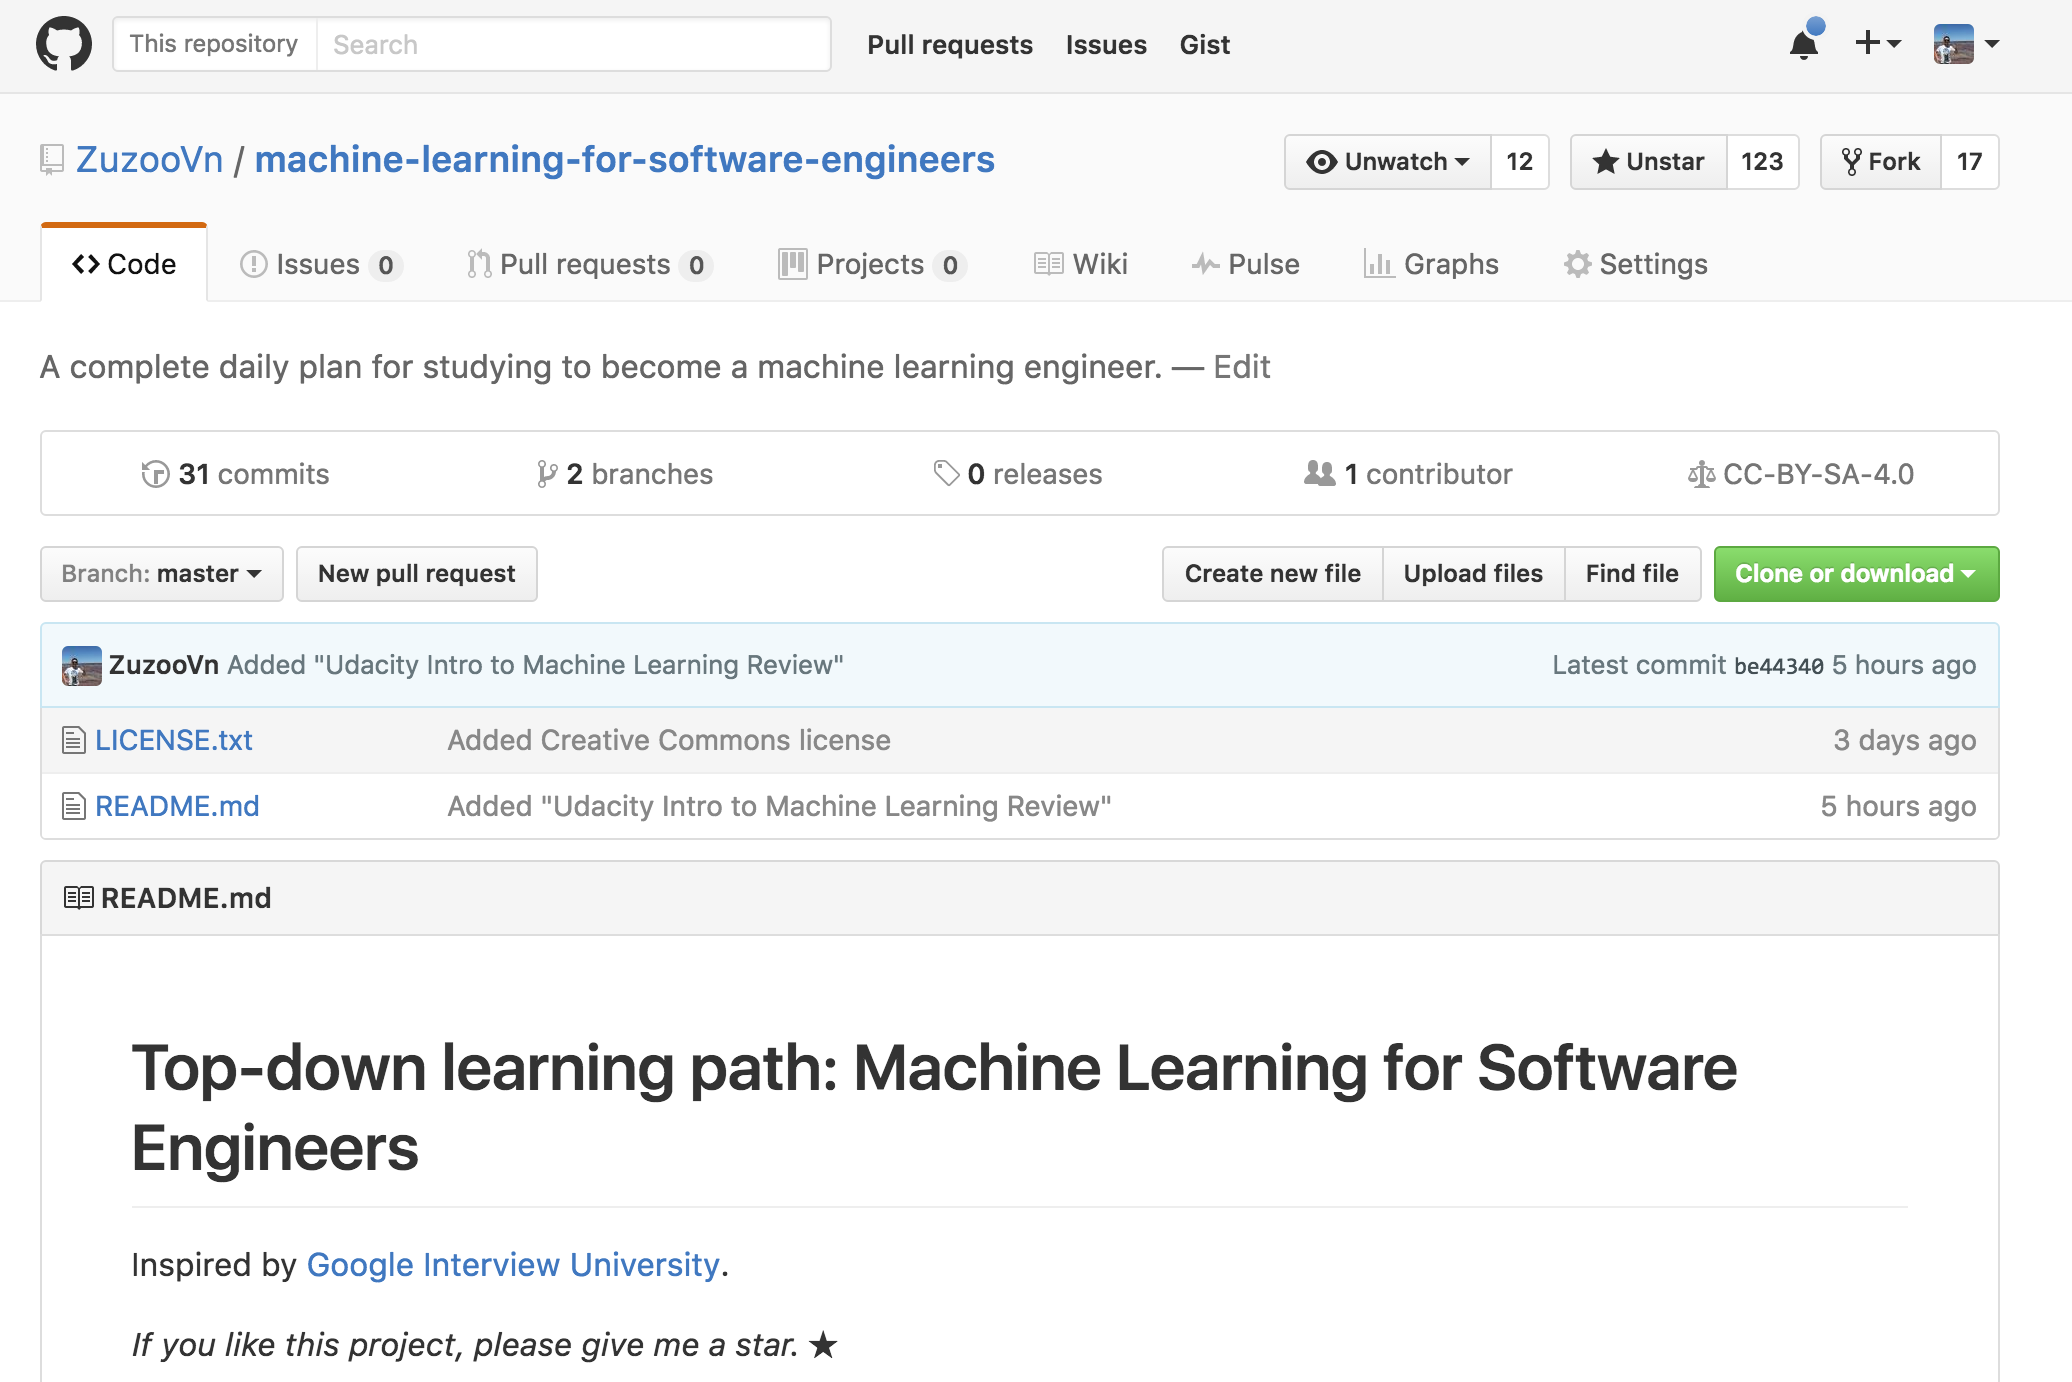 This repository Search Pull requests Issues Gist
ZuzooVn / machine-learning-for-software-engineers Unwatch 12 Unstar 123 Fork 17
Code Issues 0 Pull requests 0 Projects 0 Wiki Pulse Graphs Settings
A complete daily plan for studying to become a machine learning engineer. — Edit
31 commits 2 branches 0 releases 1 contributor CC-BY-SA-4.0
Branch: master New pull request Create new file Upload files Find file Clone or download
ZuzooVn Added "Udacity Intro to Machine Learning Review" Latest commit be44340 5 hours ago
LICENSE.txt Added Creative Commons license 3 days ago
README.md Added "Udacity Intro to Machine Learning Review" 5 hours ago
README.md
Top-down learning path: Machine Learning for Software
Engineers
Inspired by Google Interview University.
If you like this project, please give me a star. ★